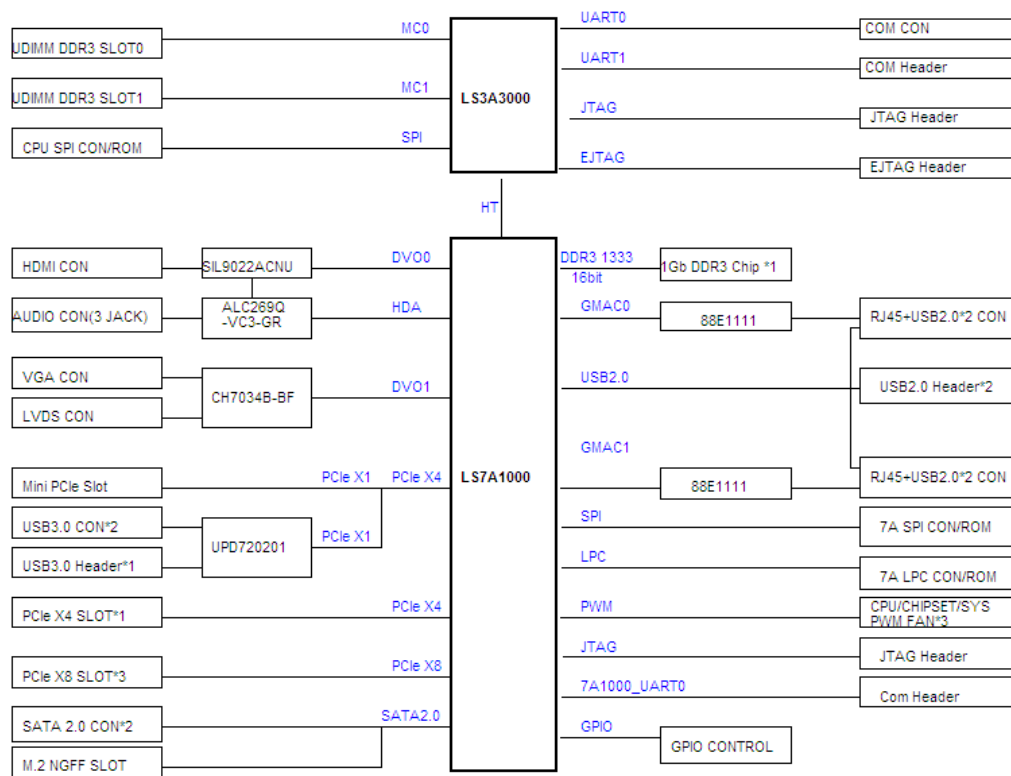 UART0
MC0
COM CON
UDIMM DDR3 SLOT0
UART1
COM Header
MC1
LS3A3000
UDIMM DDR3 SLOT1
JTAG
JTAG Header
SPI
CPU SPI CON/ROM
EJTAG
EJTAG Header
HT
HDMI CON
SIL9022ACNU
DVO0
DDR3 1333
16bit
1Gb DDR3 Chip *1
AUDIO CON(3 JACK)
ALC269Q
-VC3-GR
HDA
GMAC0
88E1111
RJ45+USB2.0*2 CON
VGA CON
CH7034B-BF
DVO1
USB2.0
USB2.0 Header*2
LVDS CON
GMAC1
Mini PCIe Slot
PCIe X1
PCIe X4
LS7A1000
88E1111
RJ45+USB2.0*2 CON
USB3.0 CON*2
SPI
7A SPI CON/ROM
UPD720201
PCIe X1
USB3.0 Header*1
LPC
7A LPC CON/ROM
PCIe X4 SLOT*1
PCIe X4
PWM
CPU/CHIPSET/SYS
PWM FAN*3
JTAG
JTAG Header
PCIe X8 SLOT*3
PCIe X8
7A1000_UART0
Com Header
SATA 2.0 CON*2
SATA2.0
GPIO
GPIO CONTROL
M.2 NGFF SLOT